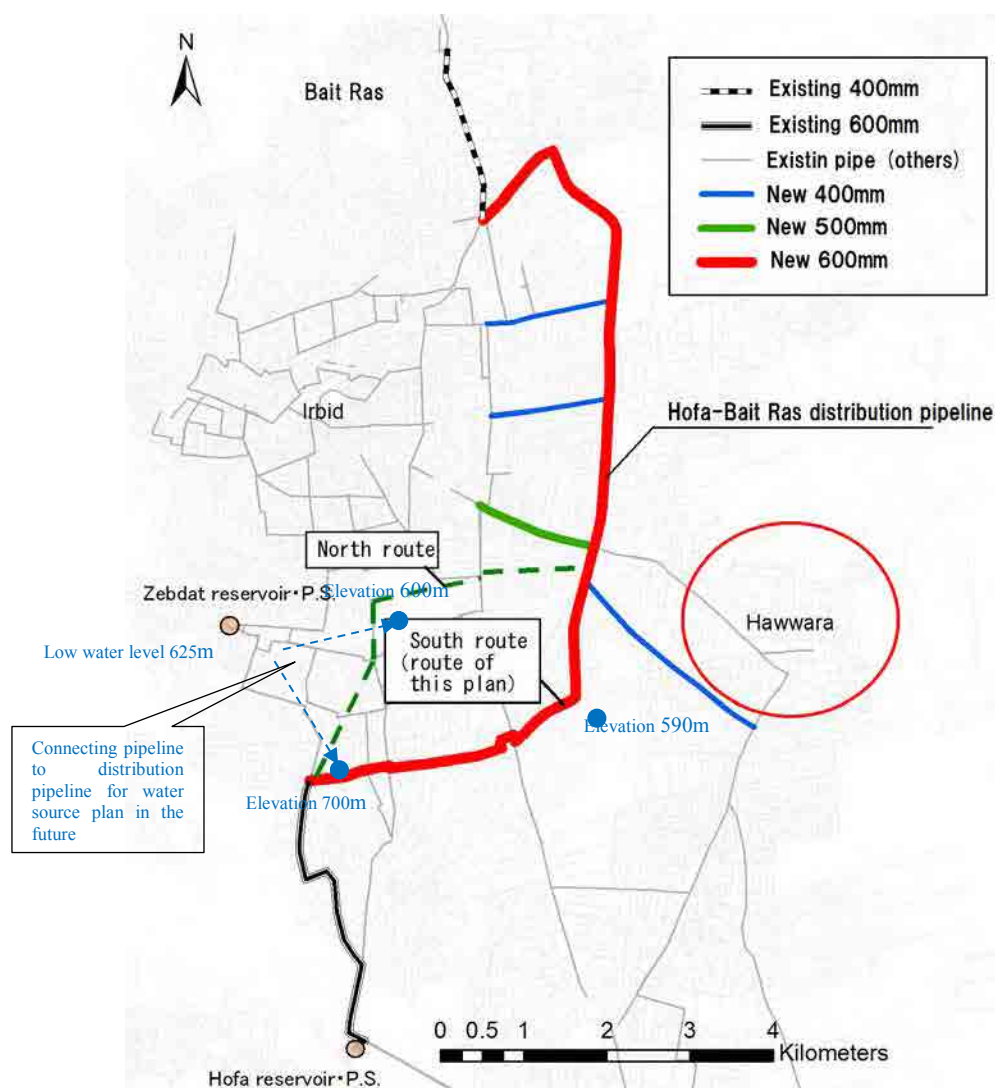 N
Bait Ras
Existing 400mm
Existing 600mm
Existin pipe (others)
New 400mm
New 500mm
New 600mm
Irbid
Hofa-Bait Ras distribution pipeline
North route
Elevation 600m
Zebdat reservoir・P.S.
Low water level 625m
South route
(route of
this plan)
Hawwara
Elevation 590m
Connecting pipeline
to distribution
pipeline for water
source plan in the
future
Elevation 700m
0 0.5 1 2 3 4
Kilometers
Hofa reservoir・P.S.